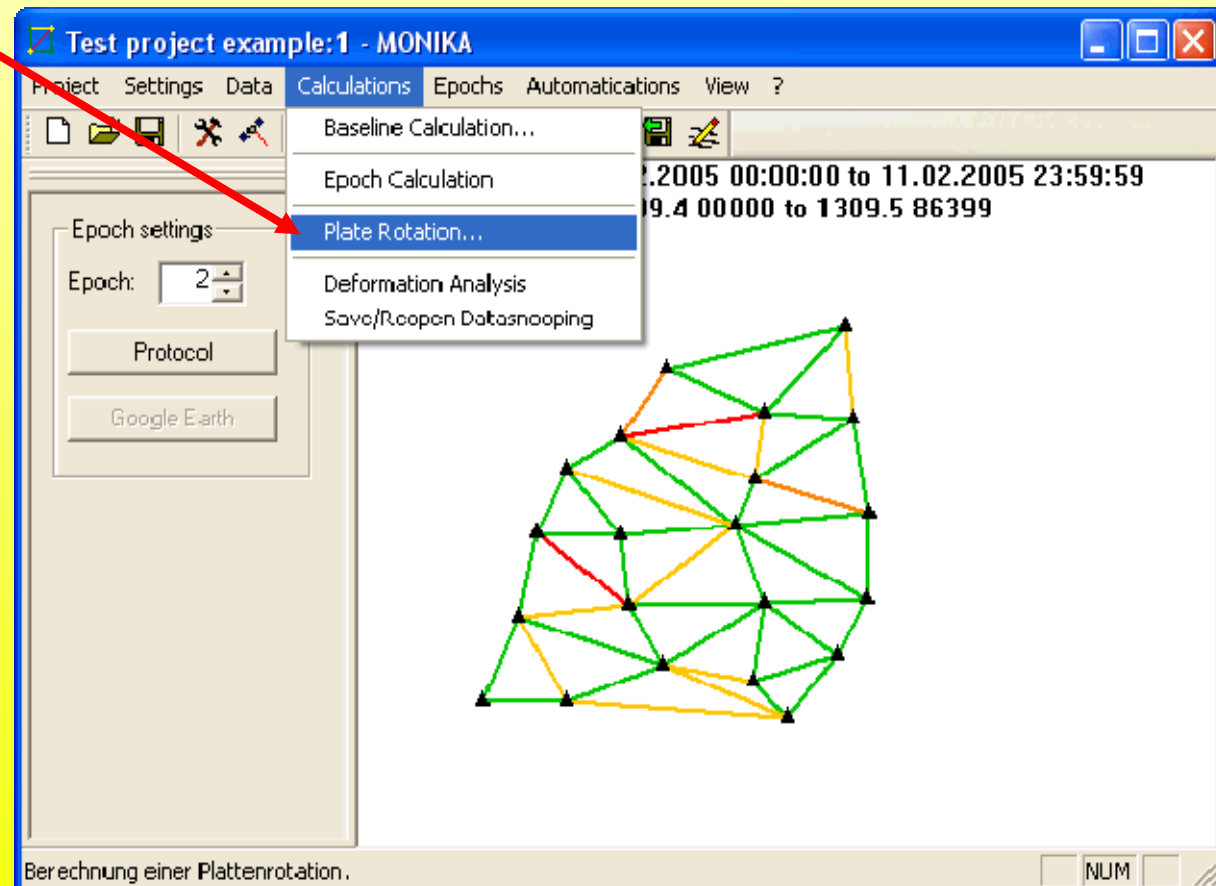 Test project example:1 - MONIKA
Project Settings Data Calculations Epochs Automatications View ?
Baseline Calculation...
Epoch Calculation
Plate Rotation...
Deformation Analysis
Save/Reopen Datasnooping
.2005 00:00:00 to 11.02.2005 23:59:59
09.4 00000 to 1309.5 86399
Epoch settings
Epoch: 2
Protocol
Google Earth
Berechnung einer Plattenrotation.
NUM